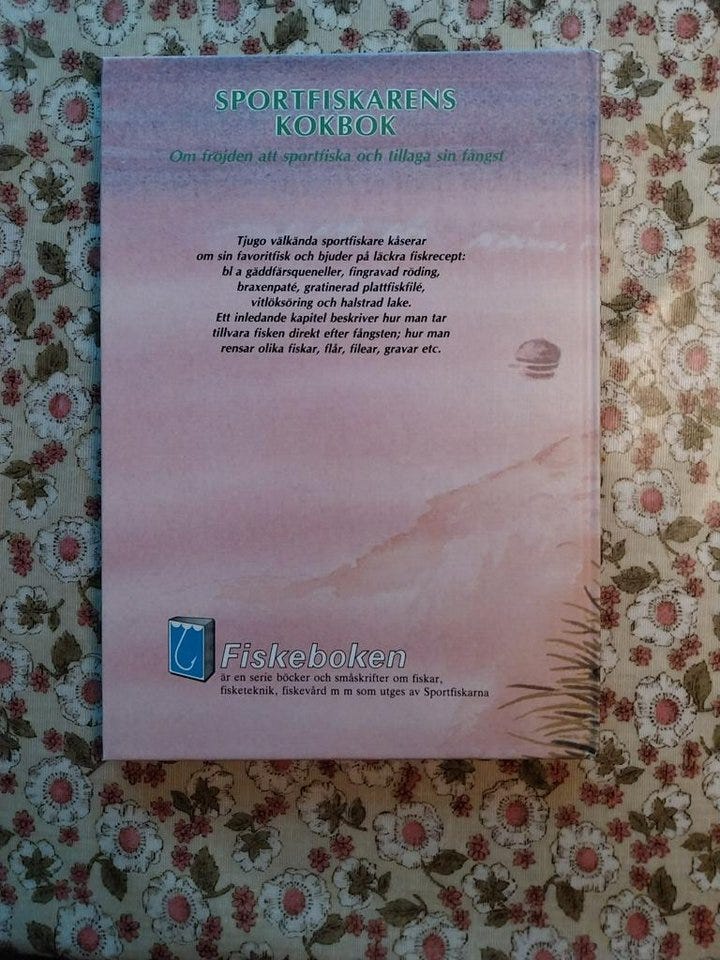 SPORTFISKARENS
KOKBOK
Om fröjden att sportfiska och tillaga sin fångst
Tjugo välkända sportfiskare kåserar
om sin favoritfisk och bjuder på läckra fiskrecept:
bl a gäddfärsqueneller, fingravad röding,
braxenpaté, gratinerad plattfiskfilé,
vitlöksöring och halstrad lake.
Ett inledande kapitel beskriver hur man tar
tillvara fisken direkt efter fångsten; hur man
rensar olika fiskar, flår, filear, gravar etc.
Fiskeboken
är en serie böcker och småskrifter om fiskar,
fisketeknik, fiskevård m m som utges av Sportfiskarna